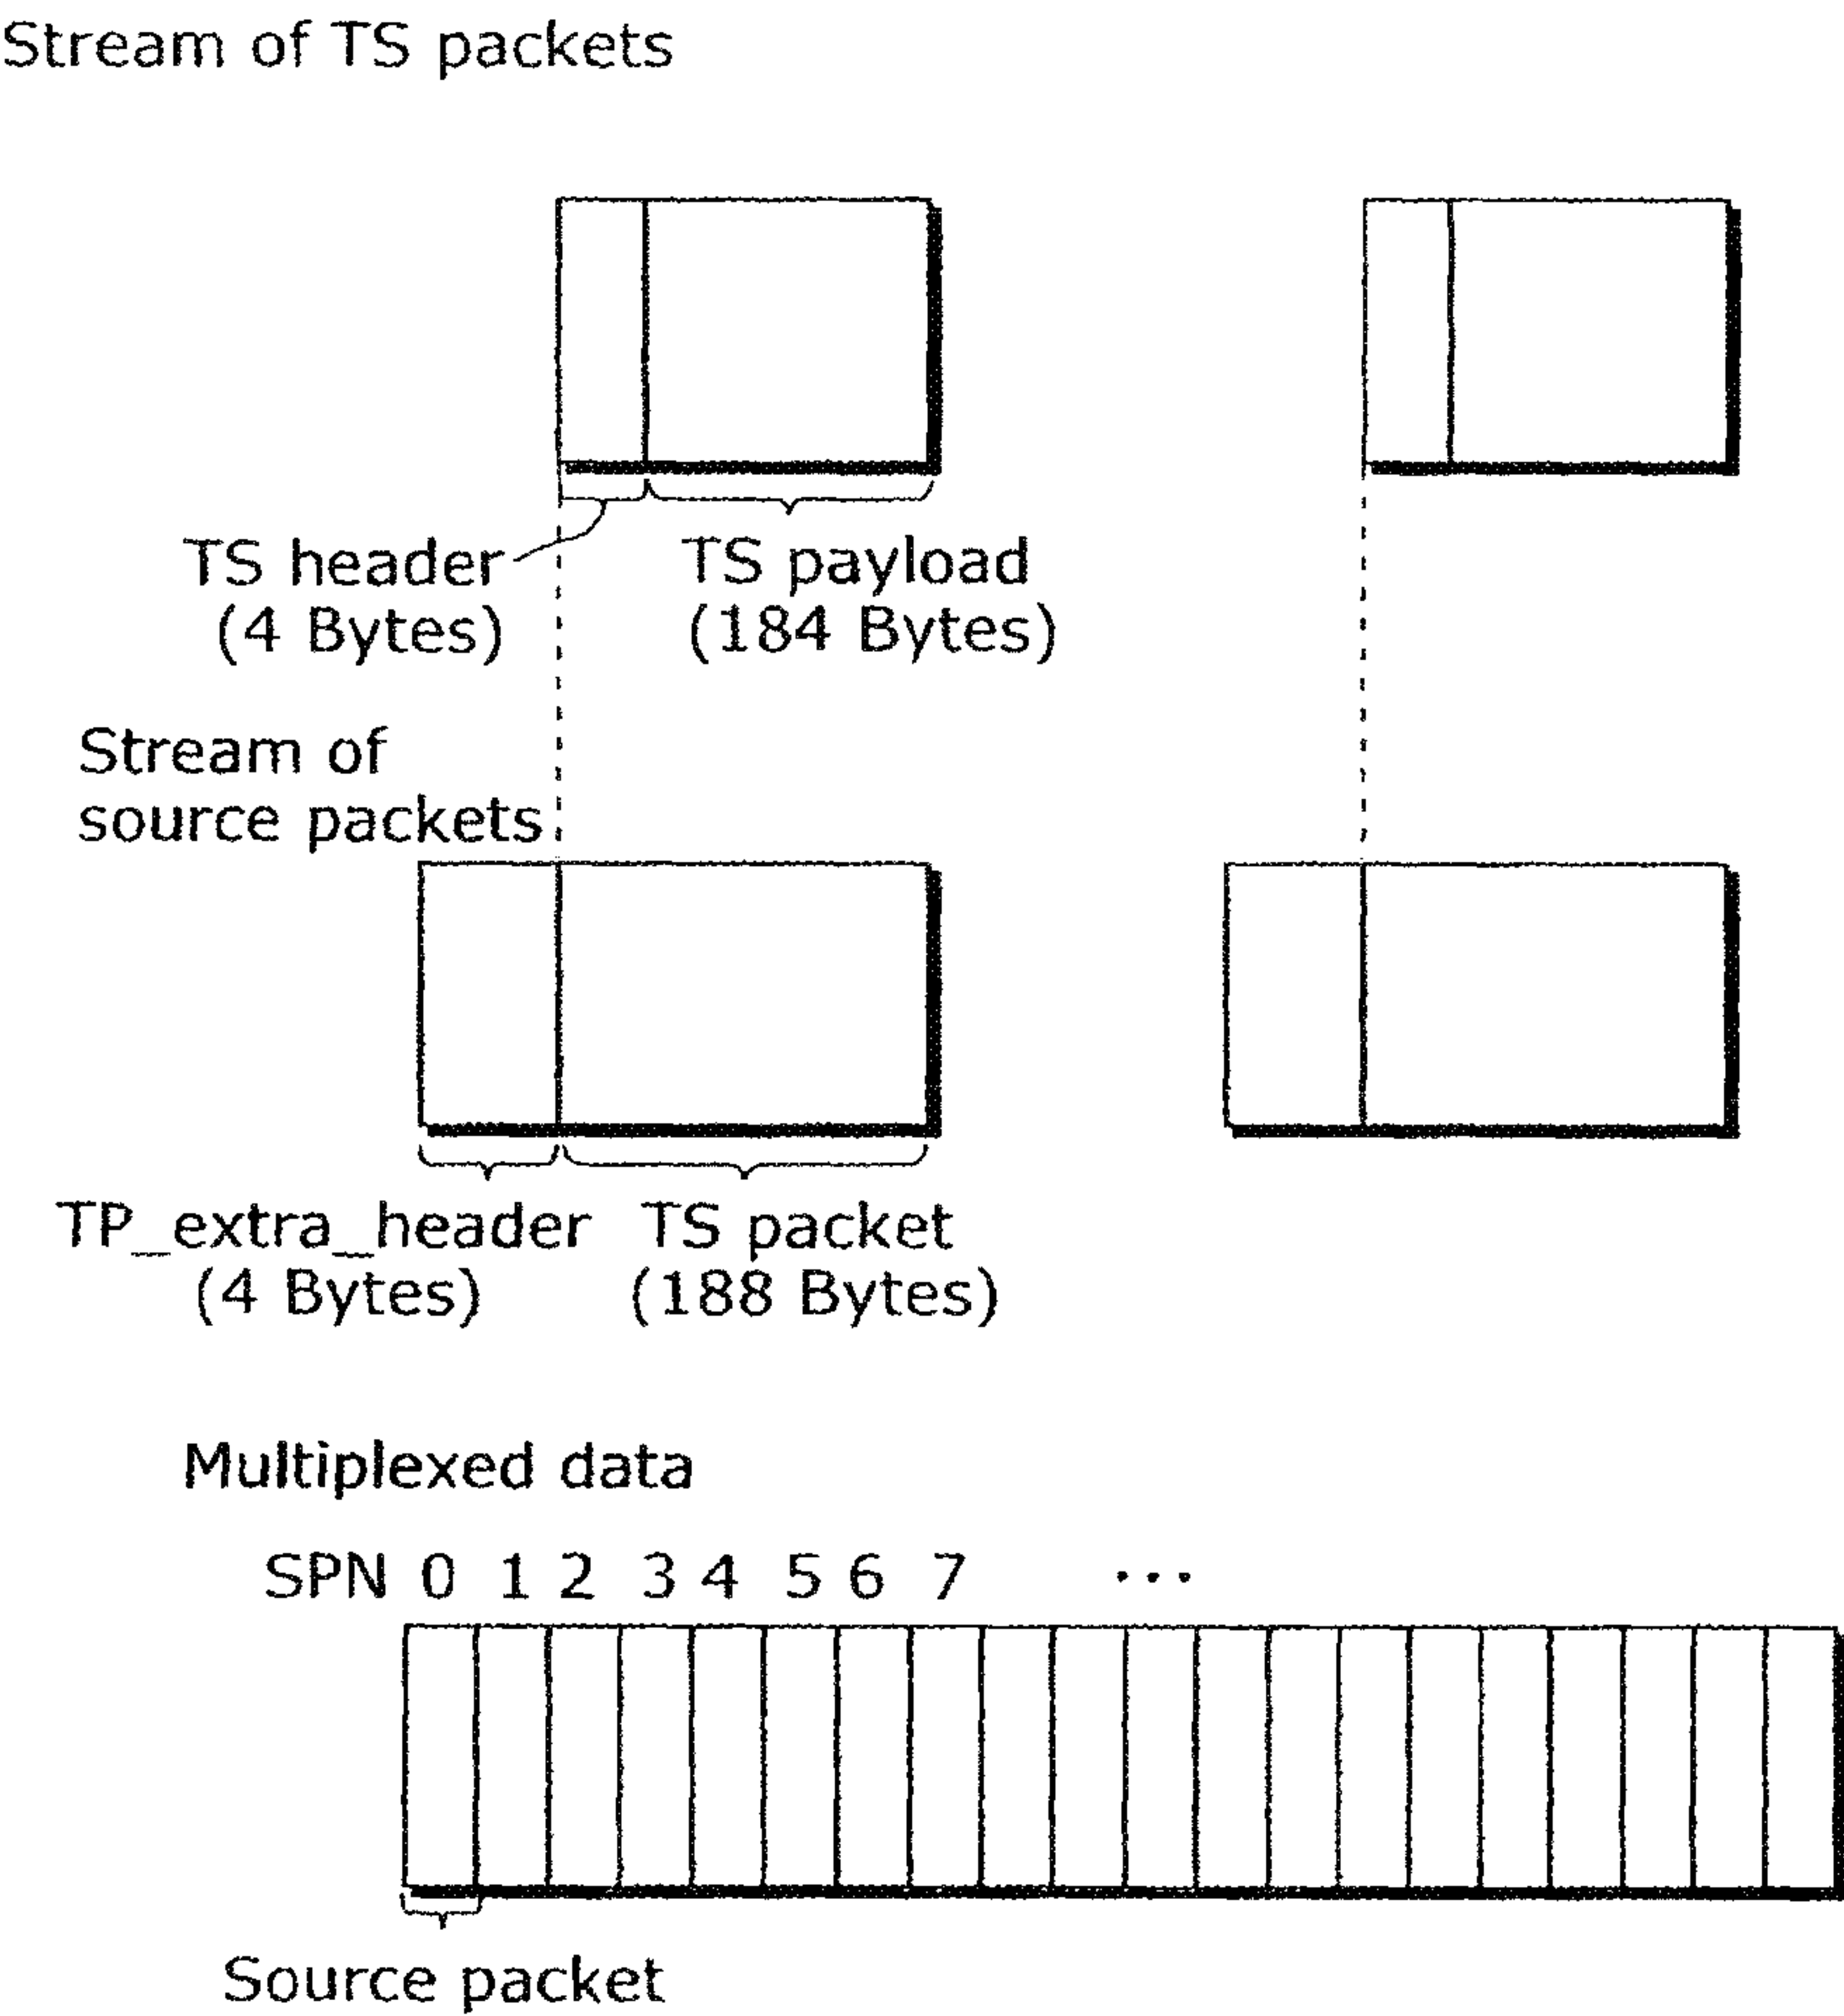 Stream of TS packets
TS header TS payload
(4 Bytes) (184 Bytes)
Stream of
source packets
TP_extra_header TS packet
(4 Bytes) (188 Bytes)
Multiplexed data
SPN 0 1 2 3 4 5 6 7 ...
Source packet